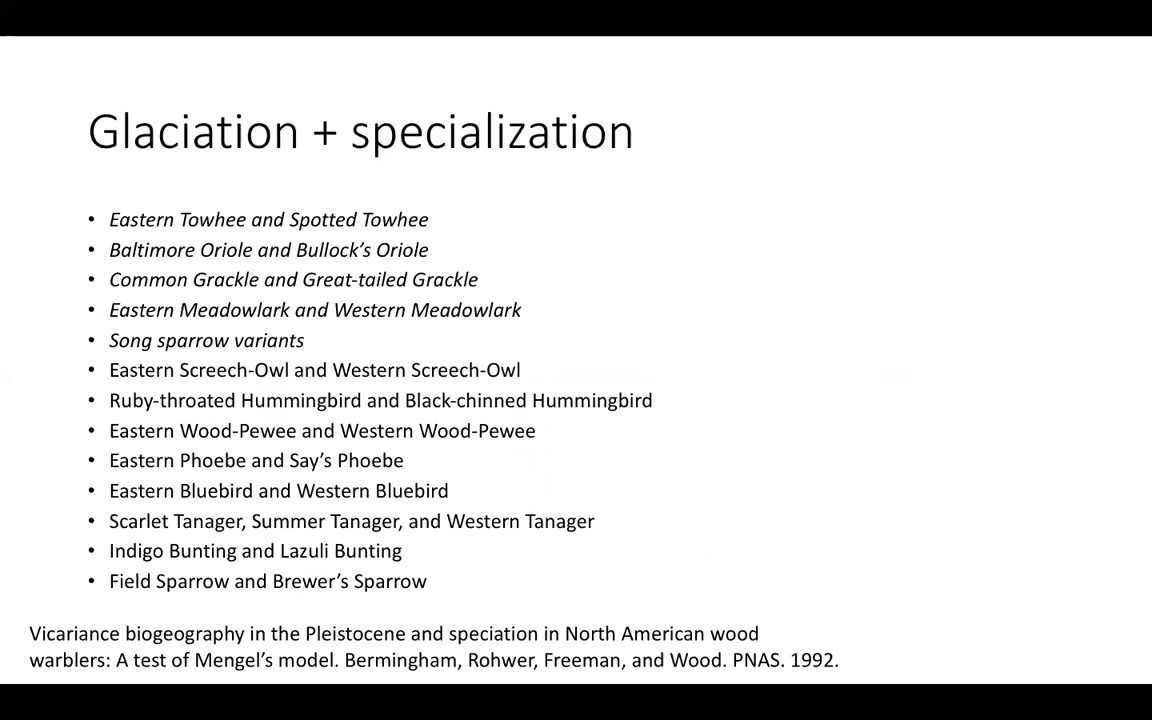 Glaciation + specialization
• Eastern Towhee and Spotted Towhee
• Baltimore Oriole and Bullock’s Oriole
• Common Grackle and Great-tailed Grackle
• Eastern Meadowlark and Western Meadowlark
• Song sparrow variants
• Eastern Screech-Owl and Western Screech-Owl
• Ruby-throated Hummingbird and Black-chinned Hummingbird
• Eastern Wood-Pewee and Western Wood-Pewee
• Eastern Phoebe and Say’s Phoebe
• Eastern Bluebird and Western Bluebird
• Scarlet Tanager, Summer Tanager, and Western Tanager
• Indigo Bunting and Lazuli Bunting
• Field Sparrow and Brewer’s Sparrow
Vicariance biogeography in the Pleistocene and speciation in North American wood
warblers: A test of Mengel’s model. Bermingham, Rohwer, Freeman, and Wood. PNAS. 1992.